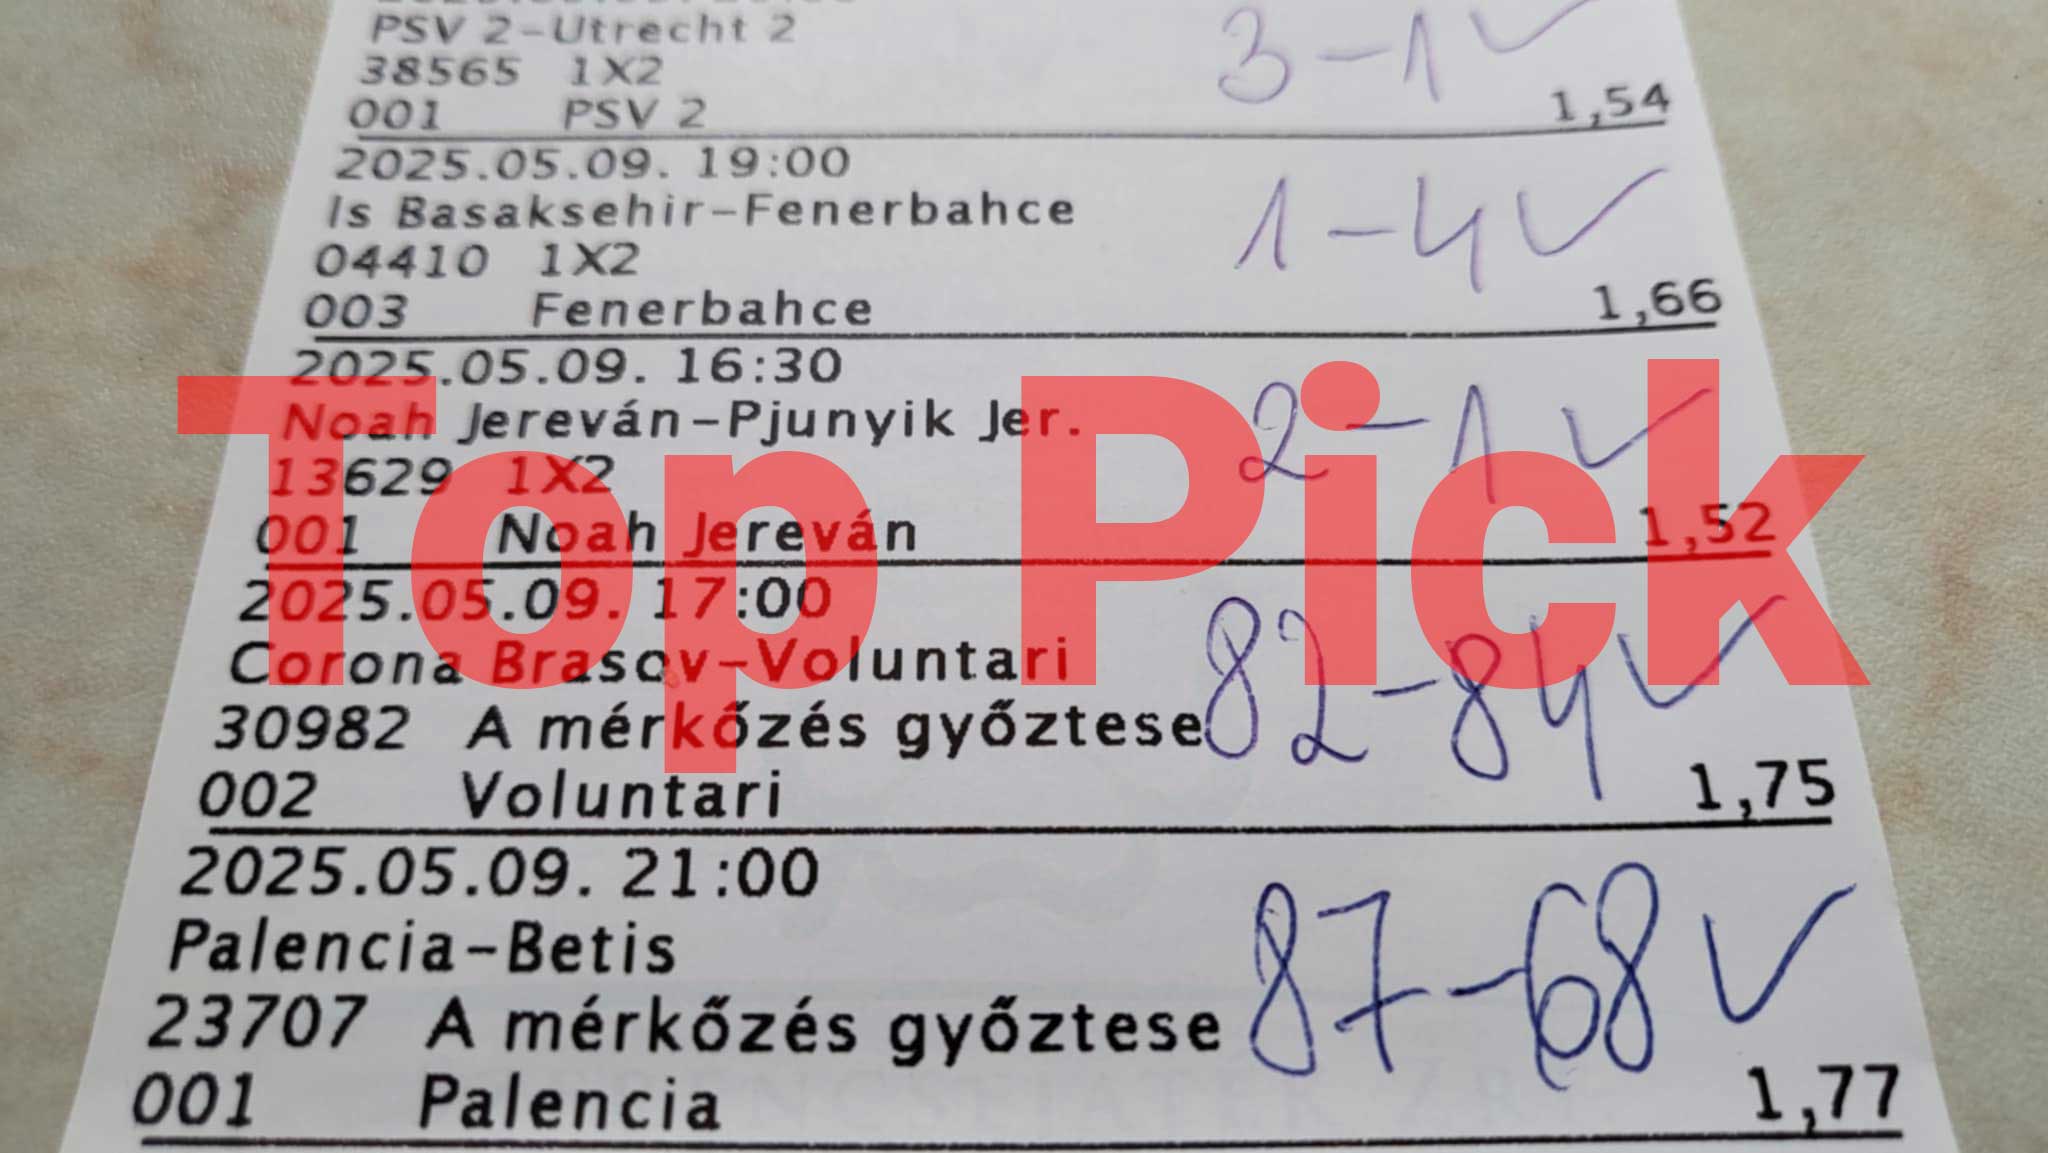 PSV 2-Utrecht 2
38565 1X2 3-1 ✓
001 PSV 2 1,54
2025.05.09. 19:00
Is Basaksehir-Fenerbahce
04410 1X2 1-4 ✓
003 Fenerbahce 1,66
2025.05.09. 16:30
Noah Jereván-Pjunyik Jer.
13629 1X2 2-1 ✓
001 Noah Jereván 1,52
Top Pick
2025.05.09. 17:00
Corona Brasov-Voluntari
30982 A mérkőzés győztese 82-84 ✓
002 Voluntari 1,75
2025.05.09. 21:00
Palencia-Betis
23707 A mérkőzés győztese 87-68 ✓
001 Palencia 1,77